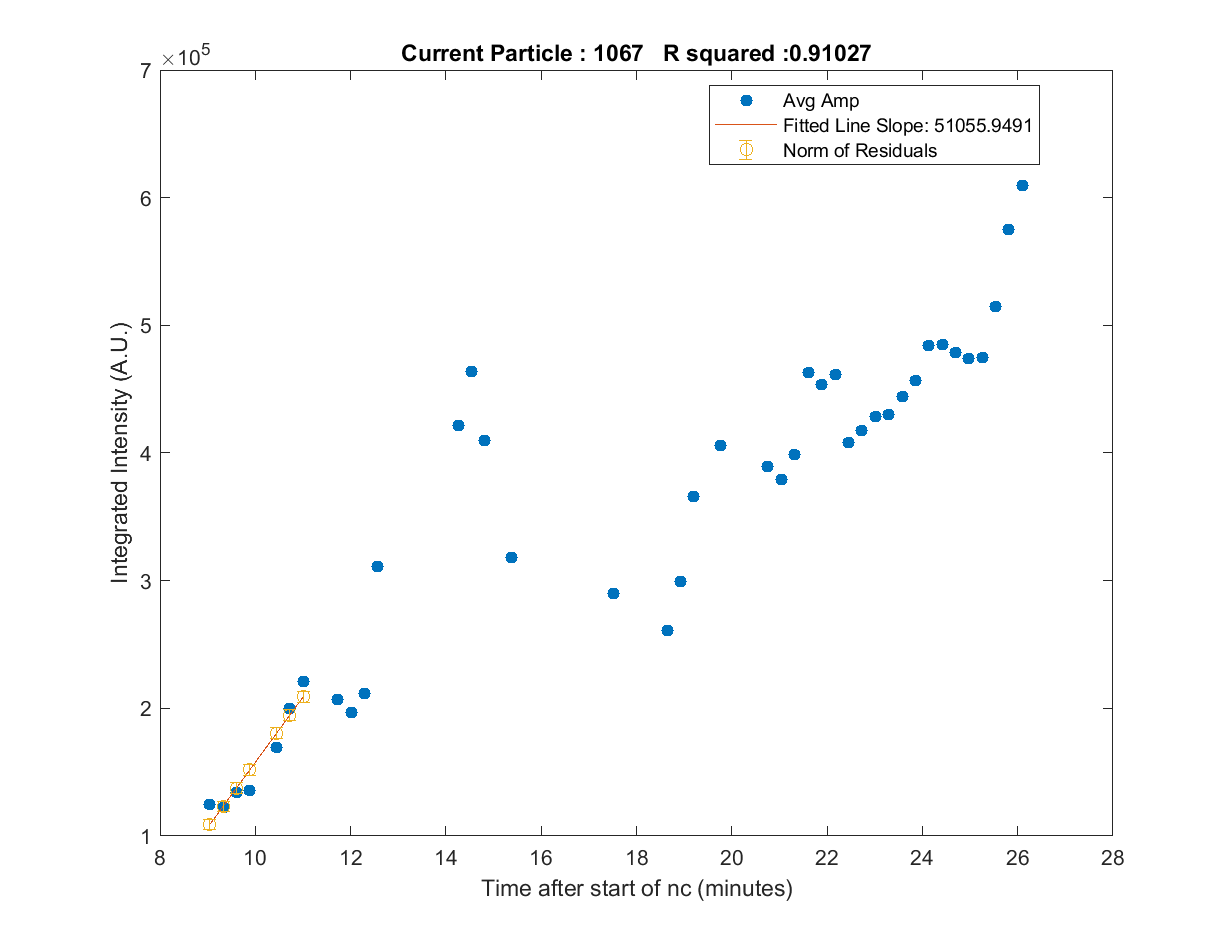 Current Particle : 1067 R squared :0.91027
×10^5
7
6
5
4
3
2
1
8 10 12 14 16 18 20 22 24 26 28
Integrated Intensity (A.U.)
Time after start of nc (minutes)
Avg Amp
Fitted Line Slope: 51055.9491
Norm of Residuals